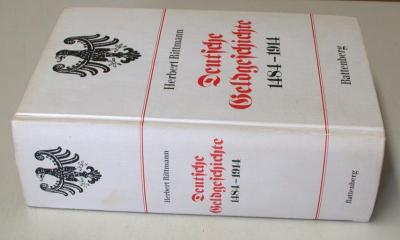 Herbert Rittmann
Deutsche
Geldgeschichte
1484-1914
Battenberg
Herbert Rittmann
Deutsche
Geldgeschichte
1484-1914
Battenberg